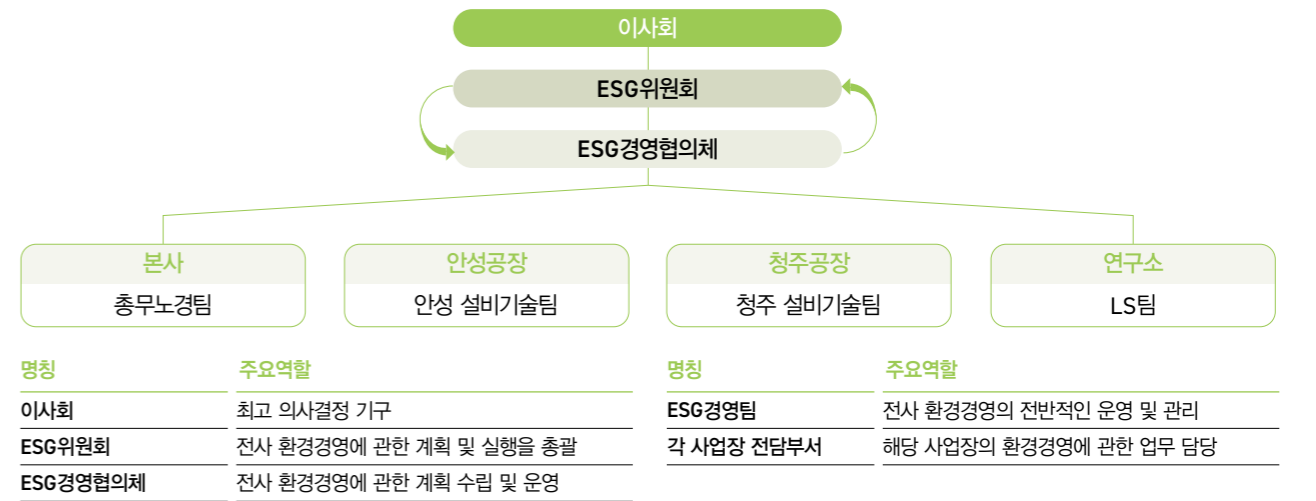 이사회
ESG위원회
ESG경영협의체
본사
총무노경팀
안성공장
안성 설비기술팀
청주공장
청주 설비기술팀
연구소
LS팀
명칭 주요역할
이사회 최고 의사결정 기구
ESG위원회 전사 환경경영에 관한 계획 및 실행을 총괄
ESG경영협의체 전사 환경경영에 관한 계획 수립 및 운영
명칭 주요역할
ESG경영팀 전사 환경경영의 전반적인 운영 및 관리
각 사업장 전담부서 해당 사업장의 환경경영에 관한 업무 담당